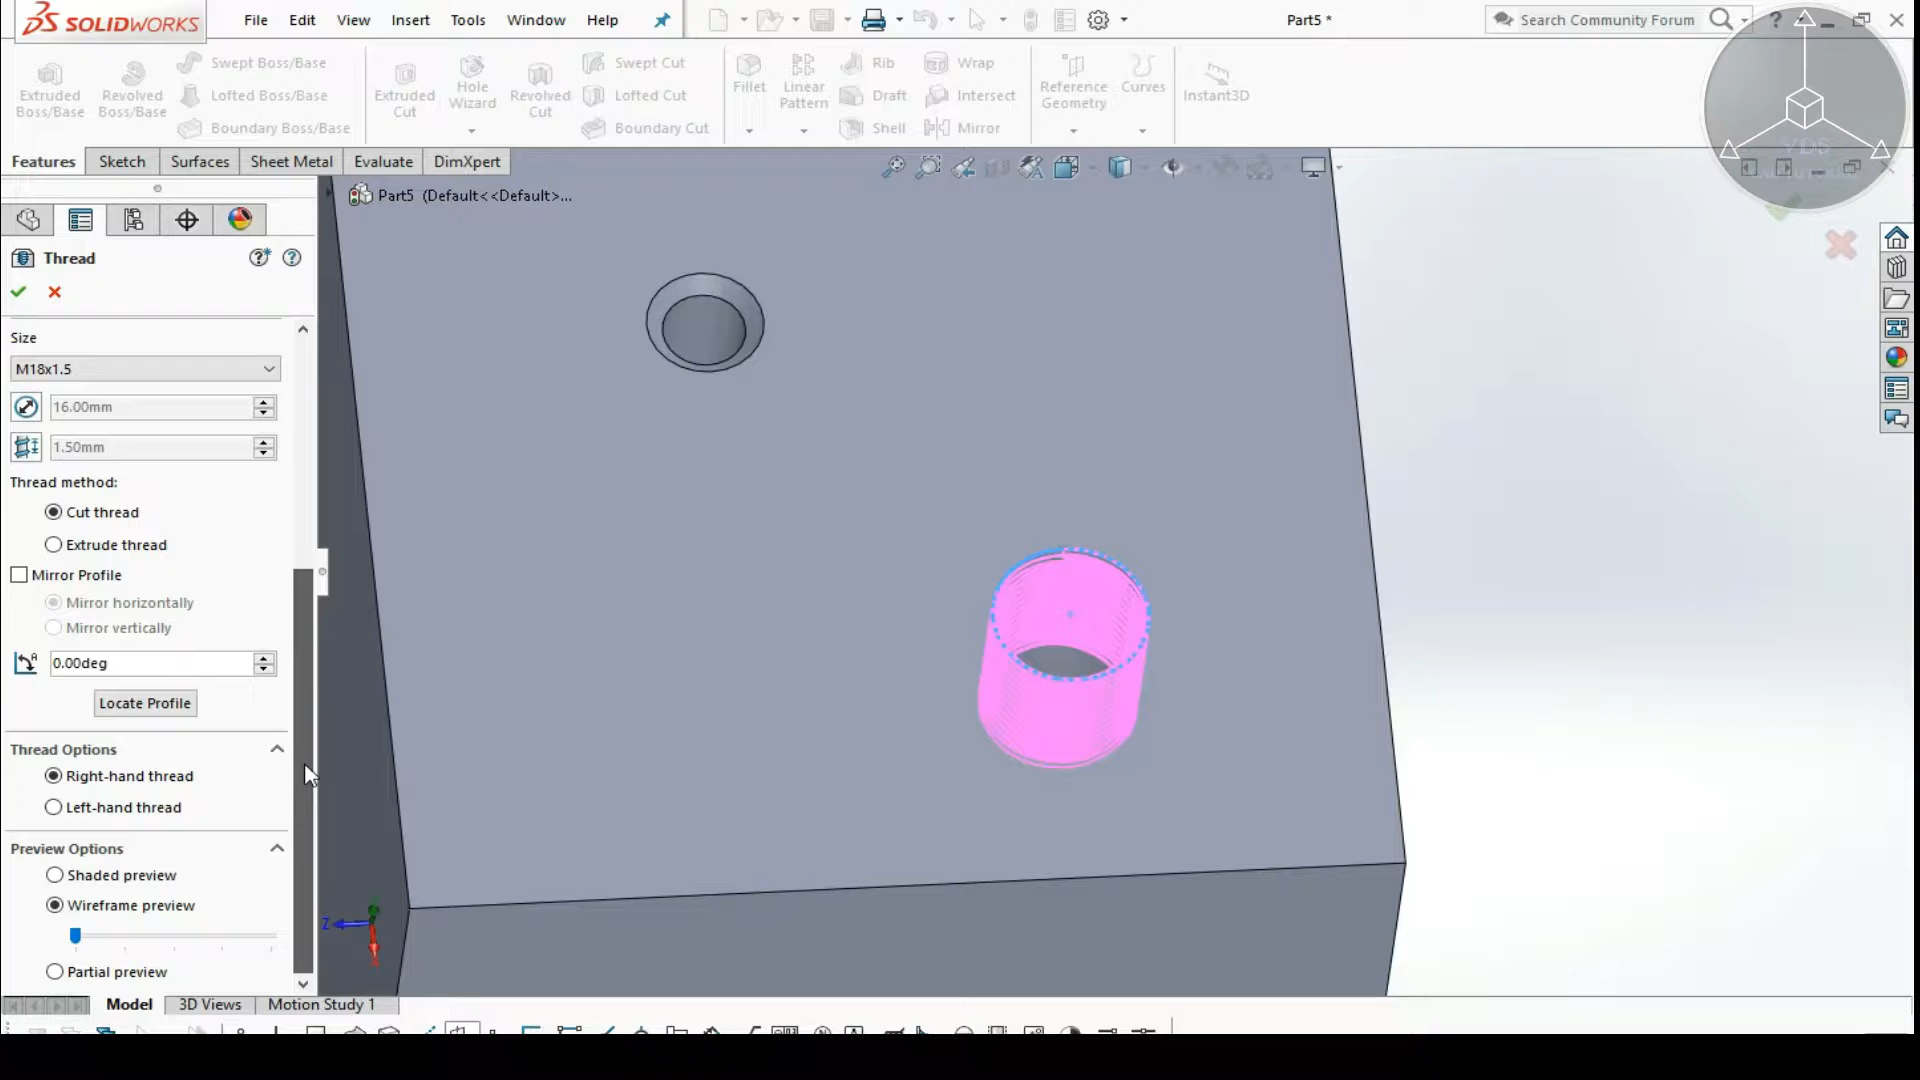 SOLIDWORKS
File Edit View Insert Tools Window Help
Part5 *
Search Community Forum
Extruded Boss/Base
Revolved Boss/Base
Swept Boss/Base
Lofted Boss/Base
Boundary Boss/Base
Extruded Cut
Hole Wizard
Revolved Cut
Swept Cut
Lofted Cut
Boundary Cut
Fillet
Linear Pattern
Rib
Draft
Shell
Wrap
Intersect
Mirror
Reference Geometry
Curves
Instant3D
Features Sketch Surfaces Sheet Metal Evaluate DimXpert
Part5 (Default<<Default>...
Thread
Size
M18x1.5
16.00mm
1.50mm
Thread method:
Cut thread
Extrude thread
Mirror Profile
Mirror horizontally
Mirror vertically
0.00deg
Locate Profile
Thread Options
Right-hand thread
Left-hand thread
Preview Options
Shaded preview
Wireframe preview
Partial preview
Z
Model 3D Views Motion Study 1